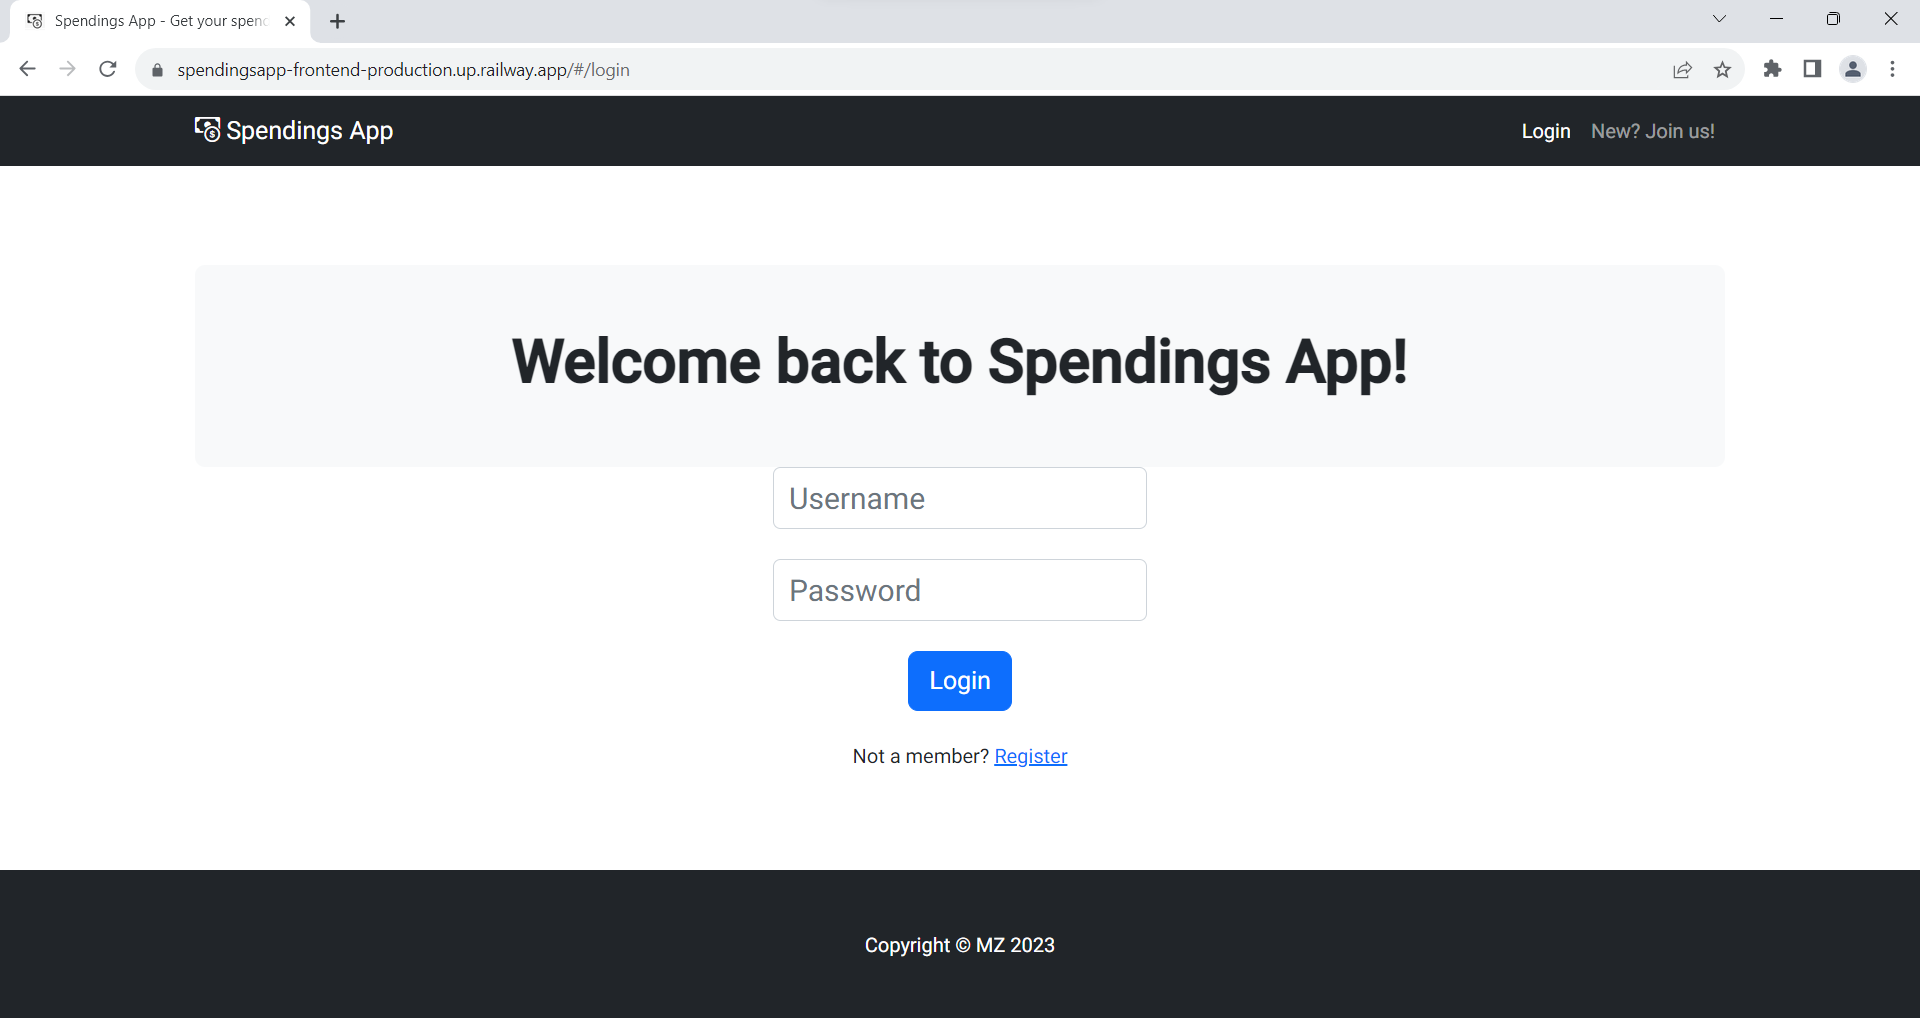 Spendings App - Get your spen
spendingsapp-frontend-production.up.railway.app/#/login
Spendings App
Login New? Join us!
Welcome back to Spendings App!
Username
Password
Login
Not a member? Register
Copyright © MZ 2023